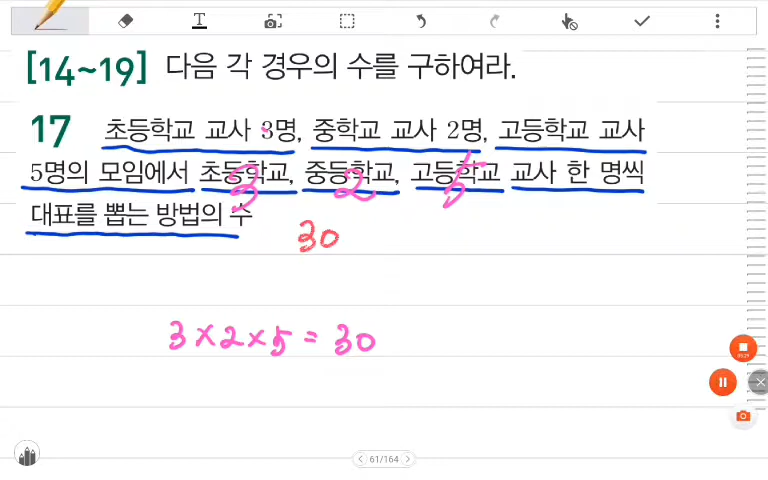 [14~19] 다음 각 경우의 수를 구하여라.
17 초등학교 교사 3명, 중학교 교사 2명, 고등학교 교사
5명의 모임에서 초등학교, 중등학교, 고등학교 교사 한 명씩
3 2 5
대표를 뽑는 방법의 수
30
3×2×5=30
61/164